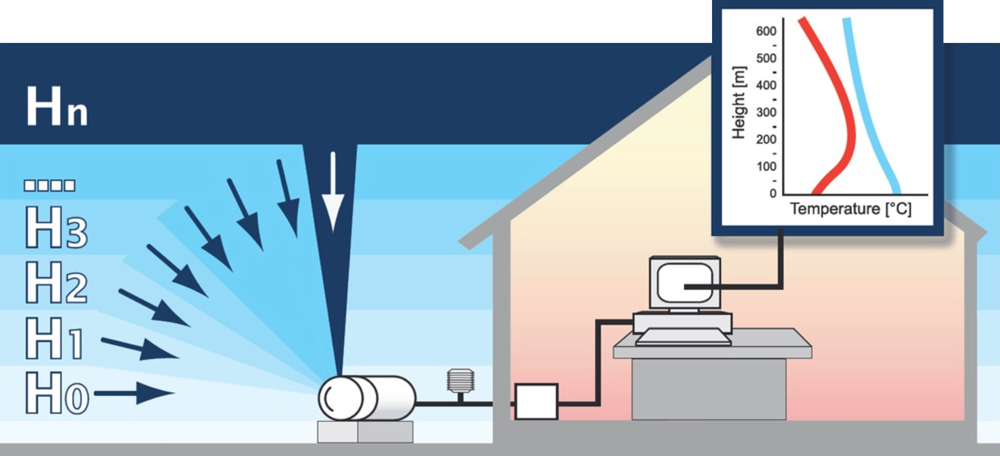 Hn
H3
H2
H1
H0
Height [m]
600
-
500
-
400
-
300
-
200
-
100
-
0
Temperature [°C]